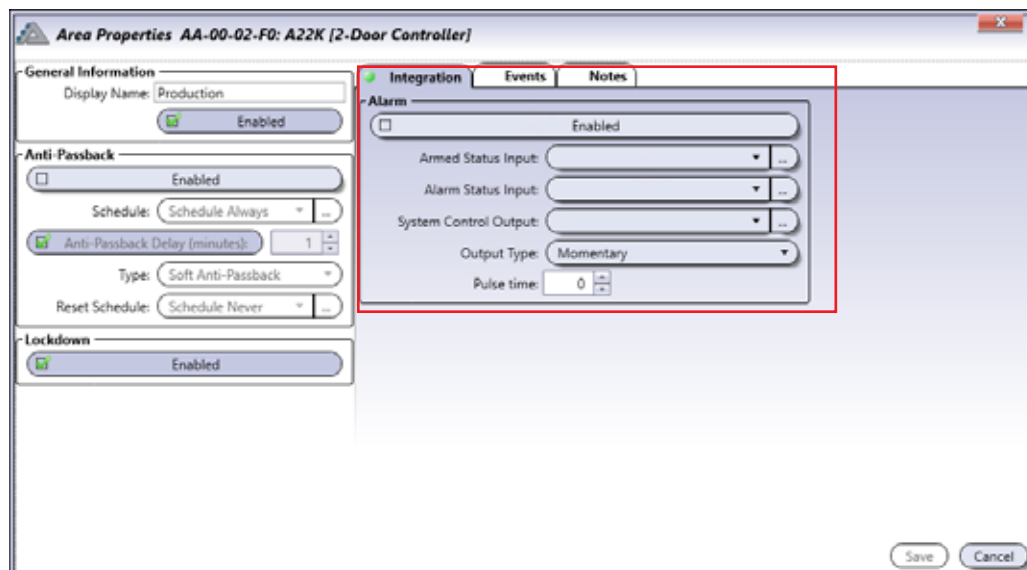 Area Properties AA-00-02-F0: A22K [2-Door Controller]
General Information
Display Name: Production
Enabled
Anti-Passback
Enabled
Schedule: Schedule Always ...
Anti-Passback Delay (minutes): 1
Type: Soft Anti-Passback
Reset Schedule: Schedule Never ...
Lockdown
Enabled
Integration Events Notes
Alarm
Enabled
Armed Status Input: ...
Alarm Status Input: ...
System Control Output: ...
Output Type: Momentary
Pulse time: 0
Save Cancel